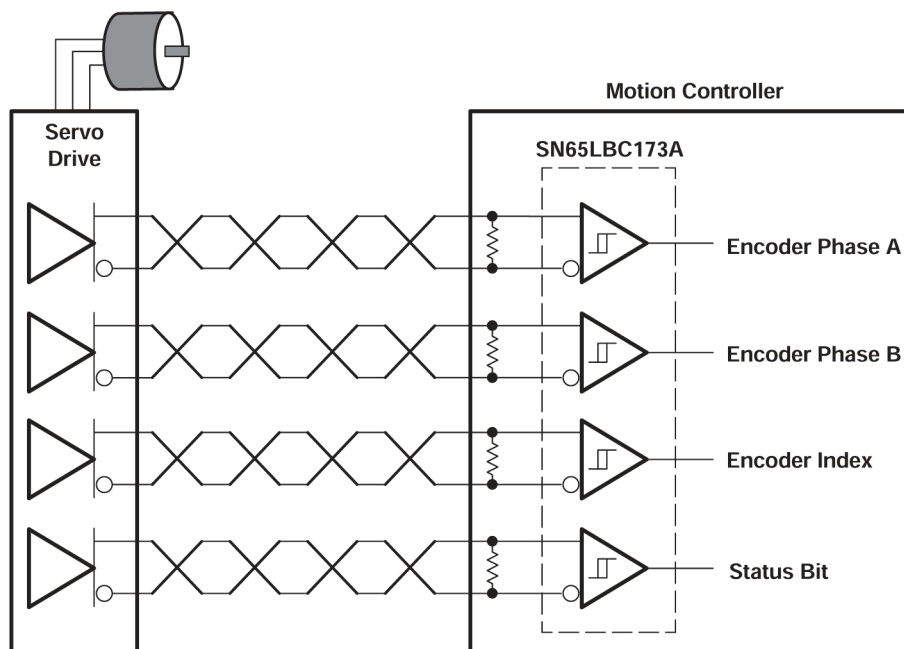 Motion Controller
Servo
Drive
SN65LBC173A
Encoder Phase A
Encoder Phase B
Encoder Index
Status Bit